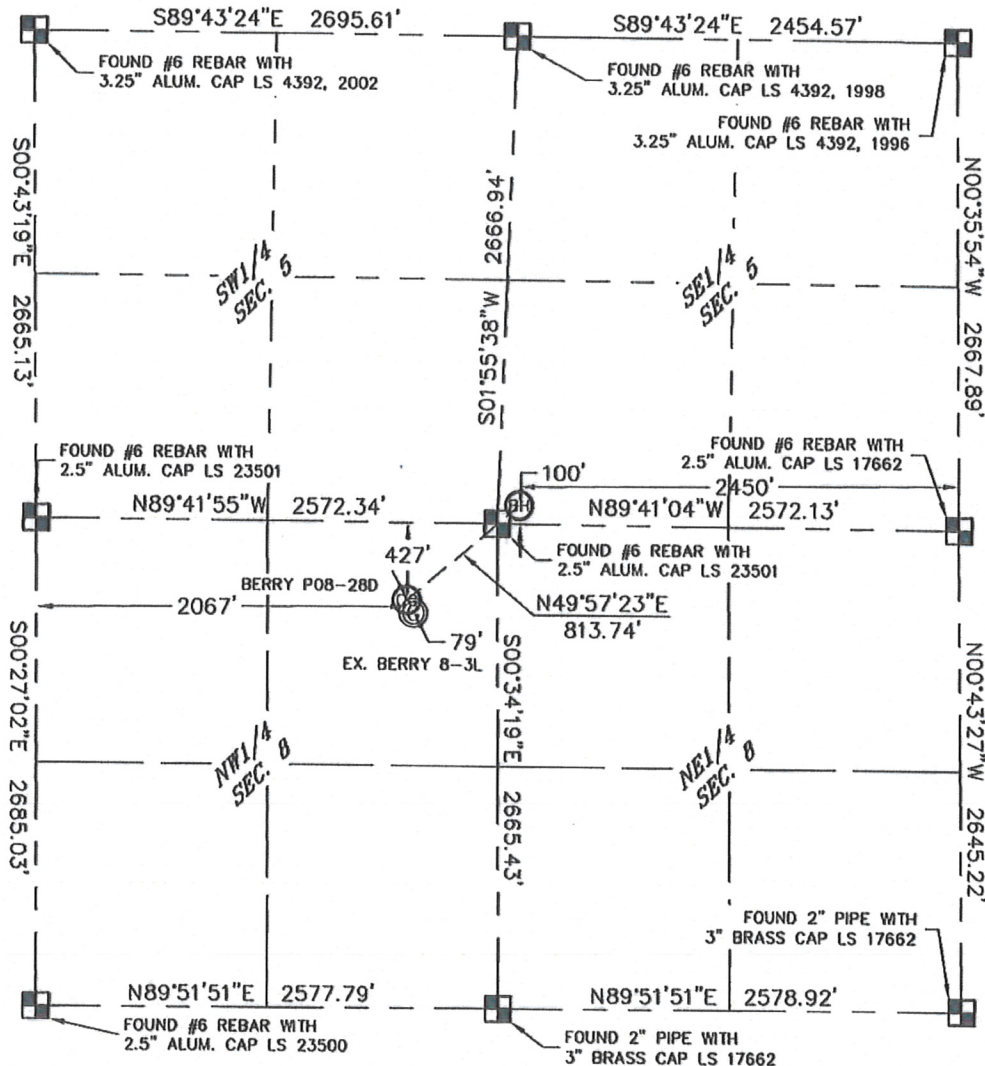 S89°43'24"E 2695.61'
S89°43'24"E 2454.57'
FOUND #6 REBAR WITH
3.25" ALUM. CAP LS 4392, 2002
FOUND #6 REBAR WITH
3.25" ALUM. CAP LS 4392, 1998
FOUND #6 REBAR WITH
3.25" ALUM. CAP LS 4392, 1996
S00°43'19"E 2665.13'
S01°55'38"W 2666.94'
N00°35'54"W 2667.89'
SW1/4
SEC. 5
SE1/4
SEC. 5
FOUND #6 REBAR WITH
2.5" ALUM. CAP LS 23501
FOUND #6 REBAR WITH
2.5" ALUM. CAP LS 17662
100'
2450'
BH
N89°41'55"W 2572.34'
N89°41'04"W 2572.13'
427'
FOUND #6 REBAR WITH
2.5" ALUM. CAP LS 23501
BERRY P08-28D
N49°57'23"E
813.74'
2067'
79'
EX. BERRY 8-3L
S00°27'02"E 2685.03'
S00°34'19"E 2665.43'
N00°43'27"W 2645.22'
NW1/4
SEC. 8
NE1/4
SEC. 8
FOUND 2" PIPE WITH
3" BRASS CAP LS 17662
N89°51'51"E 2577.79'
N89°51'51"E 2578.92'
FOUND #6 REBAR WITH
2.5" ALUM. CAP LS 23500
FOUND 2" PIPE WITH
3" BRASS CAP LS 17662